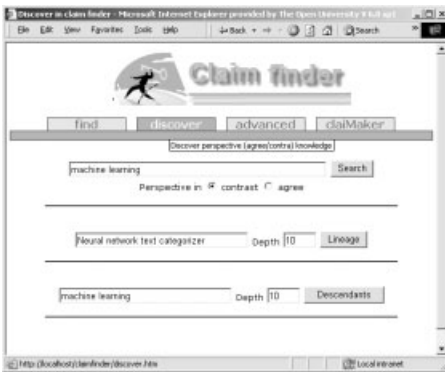 Discover in claim finder - Microsoft Internet Explorer provided by The Open University V 6.0 sp1
File Edit View Favorites Tools Help Back Search
Claim finder
find discover advanced claiMaker
Discover perspective (agree/contra) knowledge
machine learning Search
Perspective in contrast agree
Neural network text categorizer Depth 10 Lineage
machine learning Depth 10 Descendants
http://localhost/claimfinder/discover.htm Local intranet